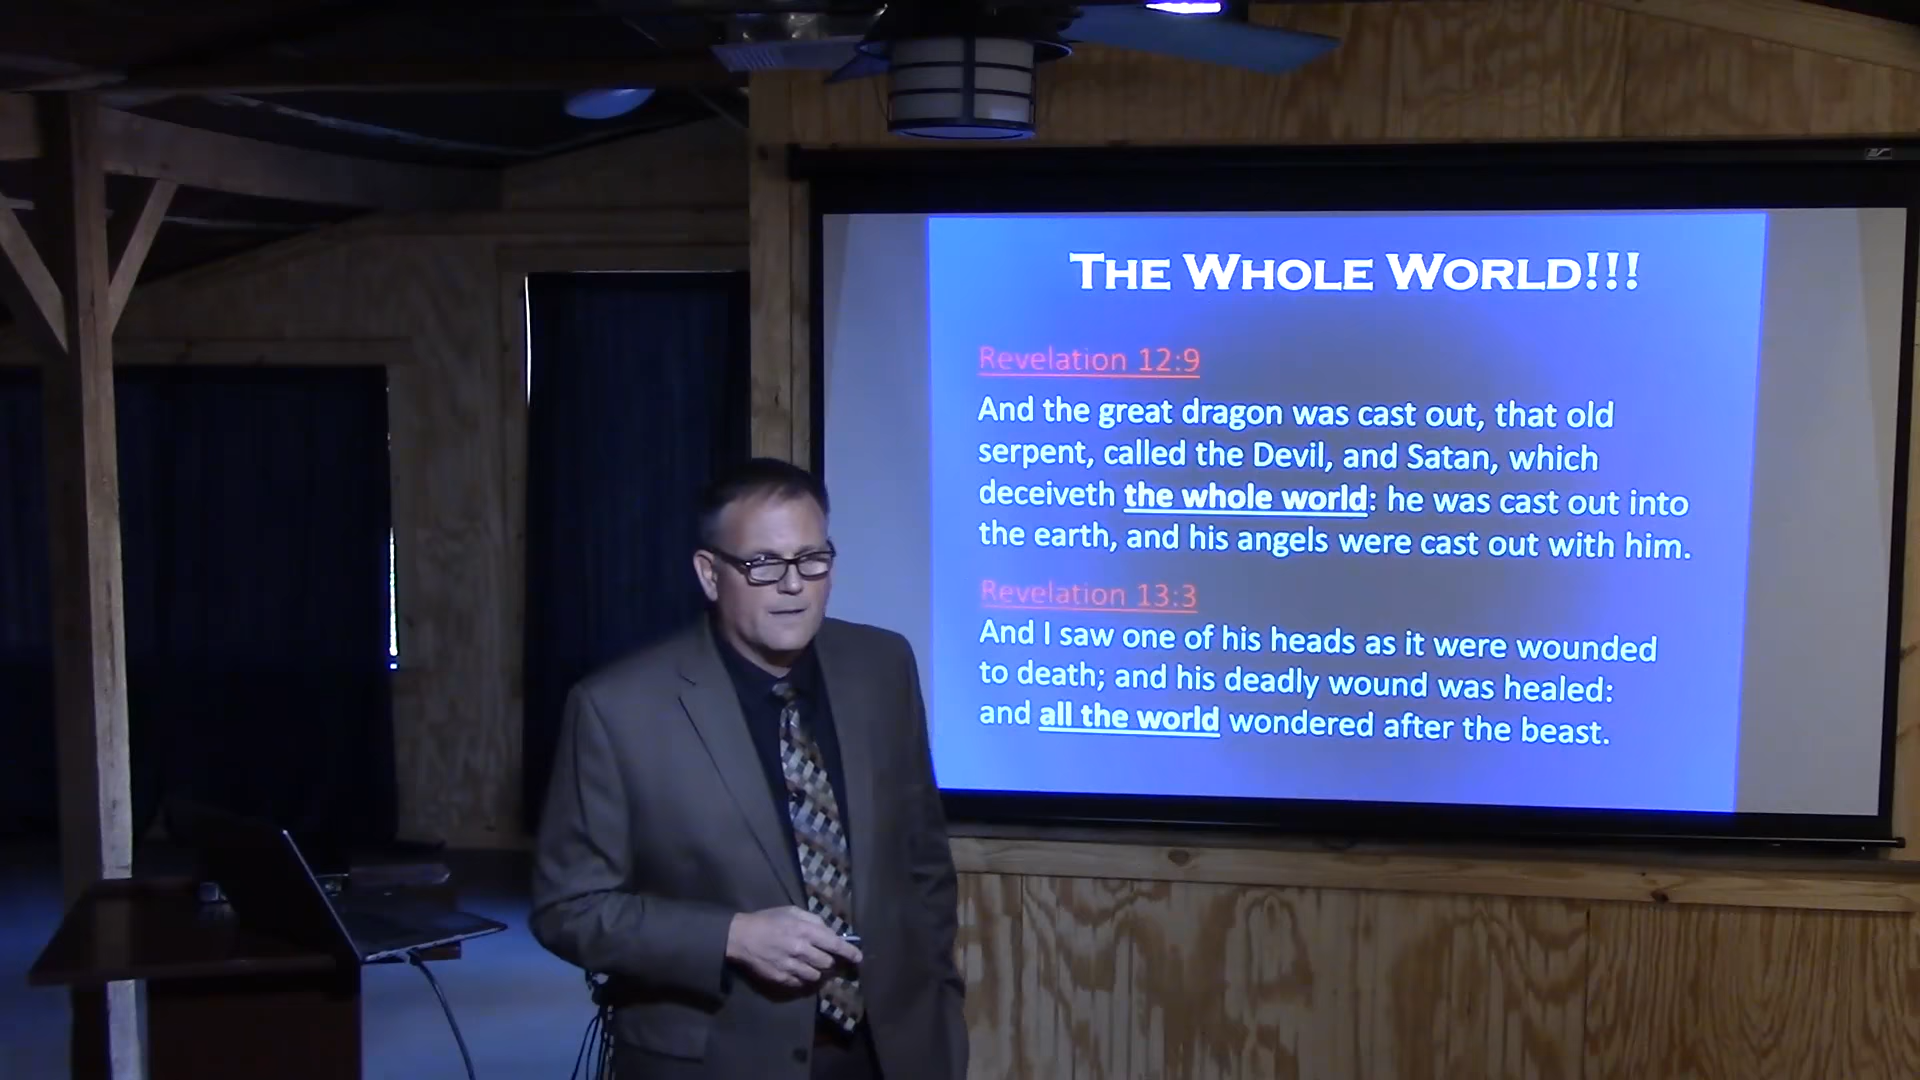 THE WHOLE WORLD!!!
Revelation 12:9
And the great dragon was cast out, that old
serpent, called the Devil, and Satan, which
deceiveth the whole world: he was cast out into
the earth, and his angels were cast out with him.
Revelation 13:3
And I saw one of his heads as it were wounded
to death; and his deadly wound was healed:
and all the world wondered after the beast.